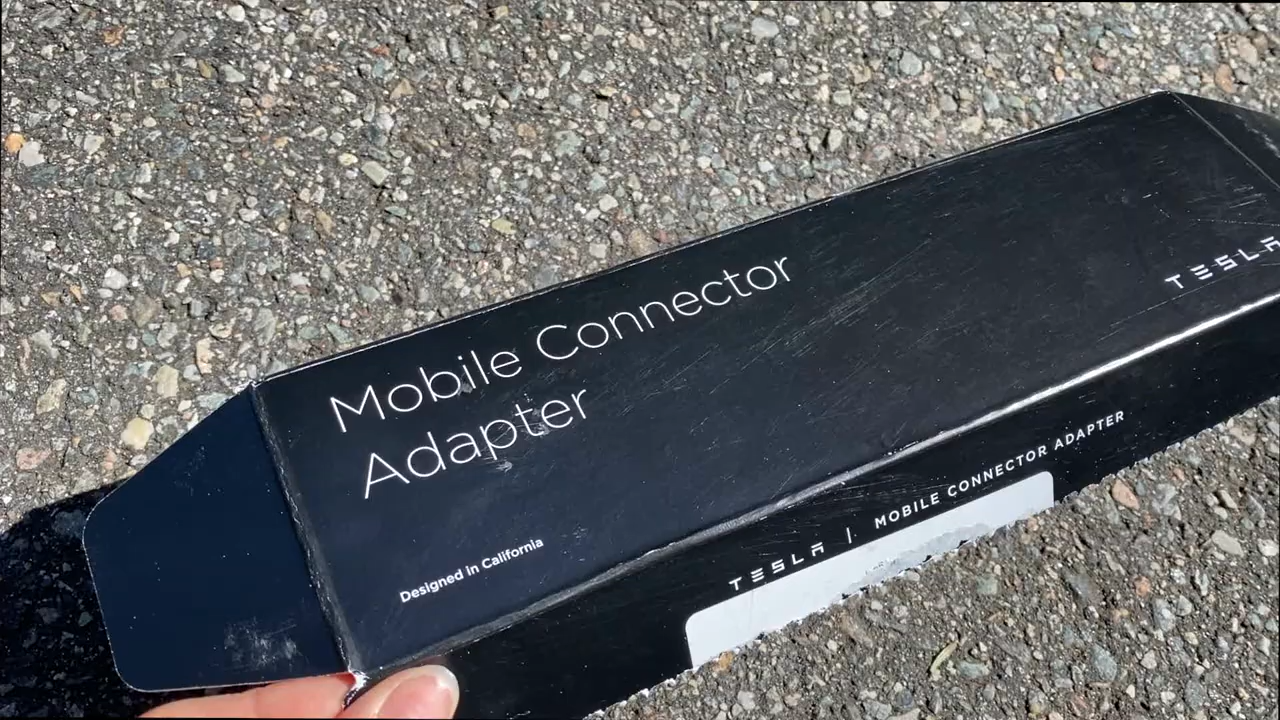 Mobile Connector
Adapter
TESLA
Designed in California
TESLA | MOBILE CONNECTOR ADAPTER